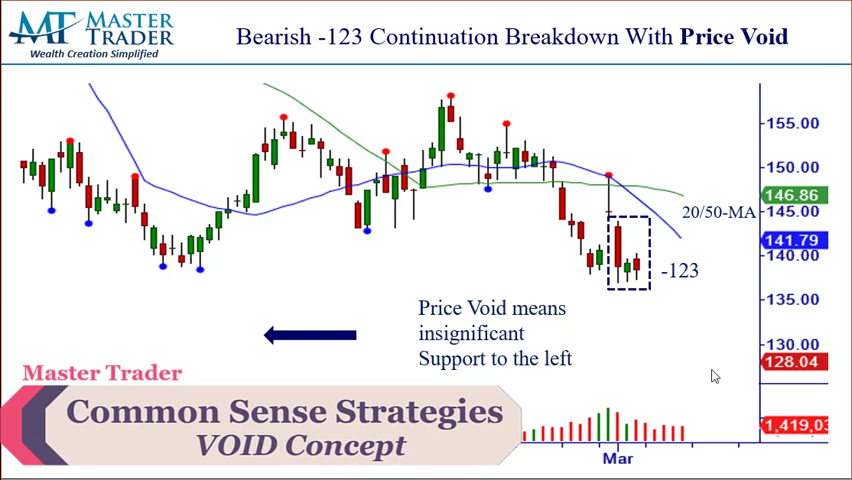 MASTER
TRADER
Wealth Creation Simplified
Bearish -123 Continuation Breakdown With Price Void
155.00
150.00
146.86
20/50-MA
145.00
141.79
140.00
-123
135.00
Price Void means
insignificant
Support to the left
130.00
128.04
Master Trader
Common Sense Strategies
VOID Concept
1,419,03
Mar